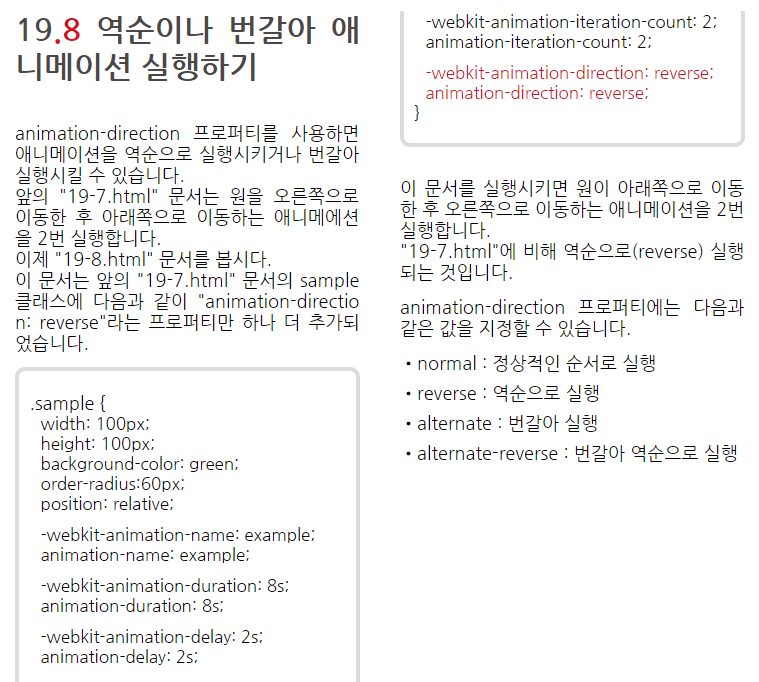 19.8 역순이나 번갈아 애
니메이션 실행하기
animation-direction 프로퍼티를 사용하면
애니메이션을 역순으로 실행시키거나 번갈아
실행시킬 수 있습니다.
앞의 "19-7.html" 문서는 원을 오른쪽으로
이동한 후 아래쪽으로 이동하는 애니메에션
을 2번 실행합니다.
이제 "19-8.html" 문서를 봅시다.
이 문서는 앞의 "19-7.html" 문서의 sample
클래스에 다음과 같이 "animation-directio
n: reverse"라는 프로퍼티만 하나 더 추가되
었습니다.
.sample {
width: 100px;
height: 100px;
background-color: green;
order-radius:60px;
position: relative;
-webkit-animation-name: example;
animation-name: example;
-webkit-animation-duration: 8s;
animation-duration: 8s;
-webkit-animation-delay: 2s;
animation-delay: 2s;
-webkit-animation-iteration-count: 2;
animation-iteration-count: 2;
-webkit-animation-direction: reverse;
animation-direction: reverse;
}
이 문서를 실행시키면 원이 아래쪽으로 이동
한 후 오른쪽으로 이동하는 애니메이션을 2번
실행합니다.
"19-7.html"에 비해 역순으로(reverse) 실행
되는 것입니다.
animation-direction 프로퍼티에는 다음과
같은 값을 지정할 수 있습니다.
• normal : 정상적인 순서로 실행
• reverse : 역순으로 실행
• alternate : 번갈아 실행
• alternate-reverse : 번갈아 역순으로 실행